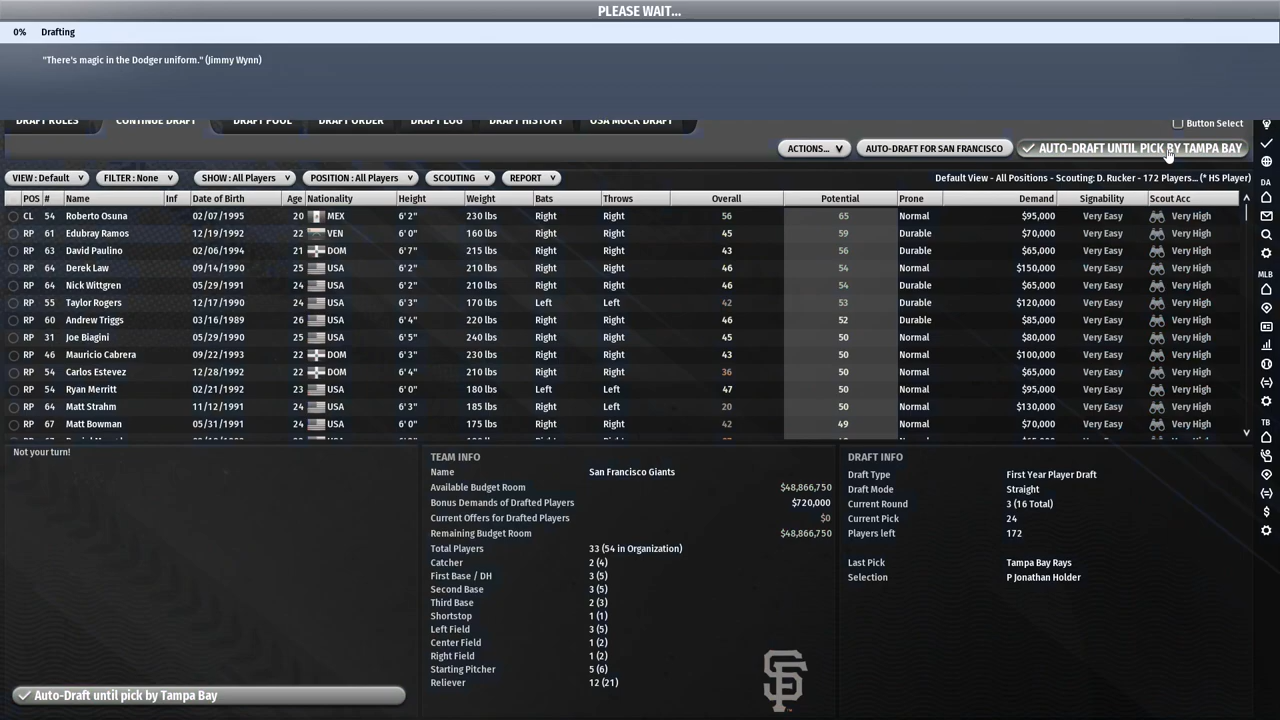 PLEASE WAIT...
0% Drafting
"There's magic in the Dodger uniform." (Jimmy Wynn)
DRAFT RULES CONTINUE DRAFT DRAFT POOL DRAFT ORDER DRAFT LOG DRAFT HISTORY USA MOCK DRAFT
Button Select
ACTIONS... AUTO-DRAFT FOR SAN FRANCISCO AUTO-DRAFT UNTIL PICK BY TAMPA BAY
VIEW : Default FILTER : None SHOW : All Players POSITION : All Players SCOUTING REPORT Default View - All Positions - Scouting: D. Rucker - 172 Players... (* HS Player)
POS # Name Inf Date of Birth Age Nationality Height Weight Bats Throws Overall Potential Prone Demand Signability Scout Acc
CL 54 Roberto Osuna 02/07/1995 20 MEX 6'2" 230 lbs Right Right 56 65 Normal $95,000 Very Easy Very High
RP 61 Edubray Ramos 12/19/1992 22 VEN 6'0" 160 lbs Right Right 45 59 Durable $70,000 Very Easy Very High
RP 63 David Paulino 02/06/1994 21 DOM 6'7" 215 lbs Right Right 43 56 Durable $65,000 Very Easy Very High
RP 64 Derek Law 09/14/1990 25 USA 6'2" 210 lbs Right Right 46 54 Normal $150,000 Very Easy Very High
RP 64 Nick Wittgren 05/29/1991 24 USA 6'2" 210 lbs Right Right 46 54 Durable $65,000 Very Easy Very High
RP 55 Taylor Rogers 12/17/1990 24 USA 6'3" 170 lbs Left Left 42 53 Durable $120,000 Very Easy Very High
RP 60 Andrew Triggs 03/16/1989 26 USA 6'4" 220 lbs Right Right 46 52 Durable $85,000 Very Easy Very High
RP 31 Joe Biagini 05/29/1990 25 USA 6'5" 240 lbs Right Right 45 50 Normal $80,000 Very Easy Very High
RP 46 Mauricio Cabrera 09/22/1993 22 DOM 6'3" 230 lbs Right Right 43 50 Normal $100,000 Very Easy Very High
RP 54 Carlos Estevez 12/28/1992 22 DOM 6'4" 210 lbs Right Right 36 50 Normal $65,000 Very Easy Very High
RP 54 Ryan Merritt 02/21/1992 23 USA 6'0" 180 lbs Left Left 47 50 Normal $95,000 Very Easy Very High
RP 64 Matt Strahm 11/12/1991 24 USA 6'3" 185 lbs Right Left 20 50 Normal $130,000 Very Easy Very High
RP 67 Matt Bowman 05/31/1991 24 USA 6'0" 175 lbs Right Right 42 49 Normal $70,000 Very Easy Very High
Not your turn!
TEAM INFO
Name San Francisco Giants
Available Budget Room $48,866,750
Bonus Demands of Drafted Players $720,000
Current Offers for Drafted Players $0
Remaining Budget Room $48,866,750
Total Players 33 (54 in Organization)
Catcher 2 (4)
First Base / DH 3 (5)
Second Base 3 (5)
Third Base 2 (3)
Shortstop 1 (1)
Left Field 3 (5)
Center Field 1 (2)
Right Field 1 (2)
Starting Pitcher 5 (6)
Reliever 12 (21)
DRAFT INFO
Draft Type First Year Player Draft
Draft Mode Straight
Current Round 3 (16 Total)
Current Pick 24
Players left 172
Last Pick Tampa Bay Rays
Selection P Jonathan Holder
Auto-Draft until pick by Tampa Bay
SF
DA
MLB
TB